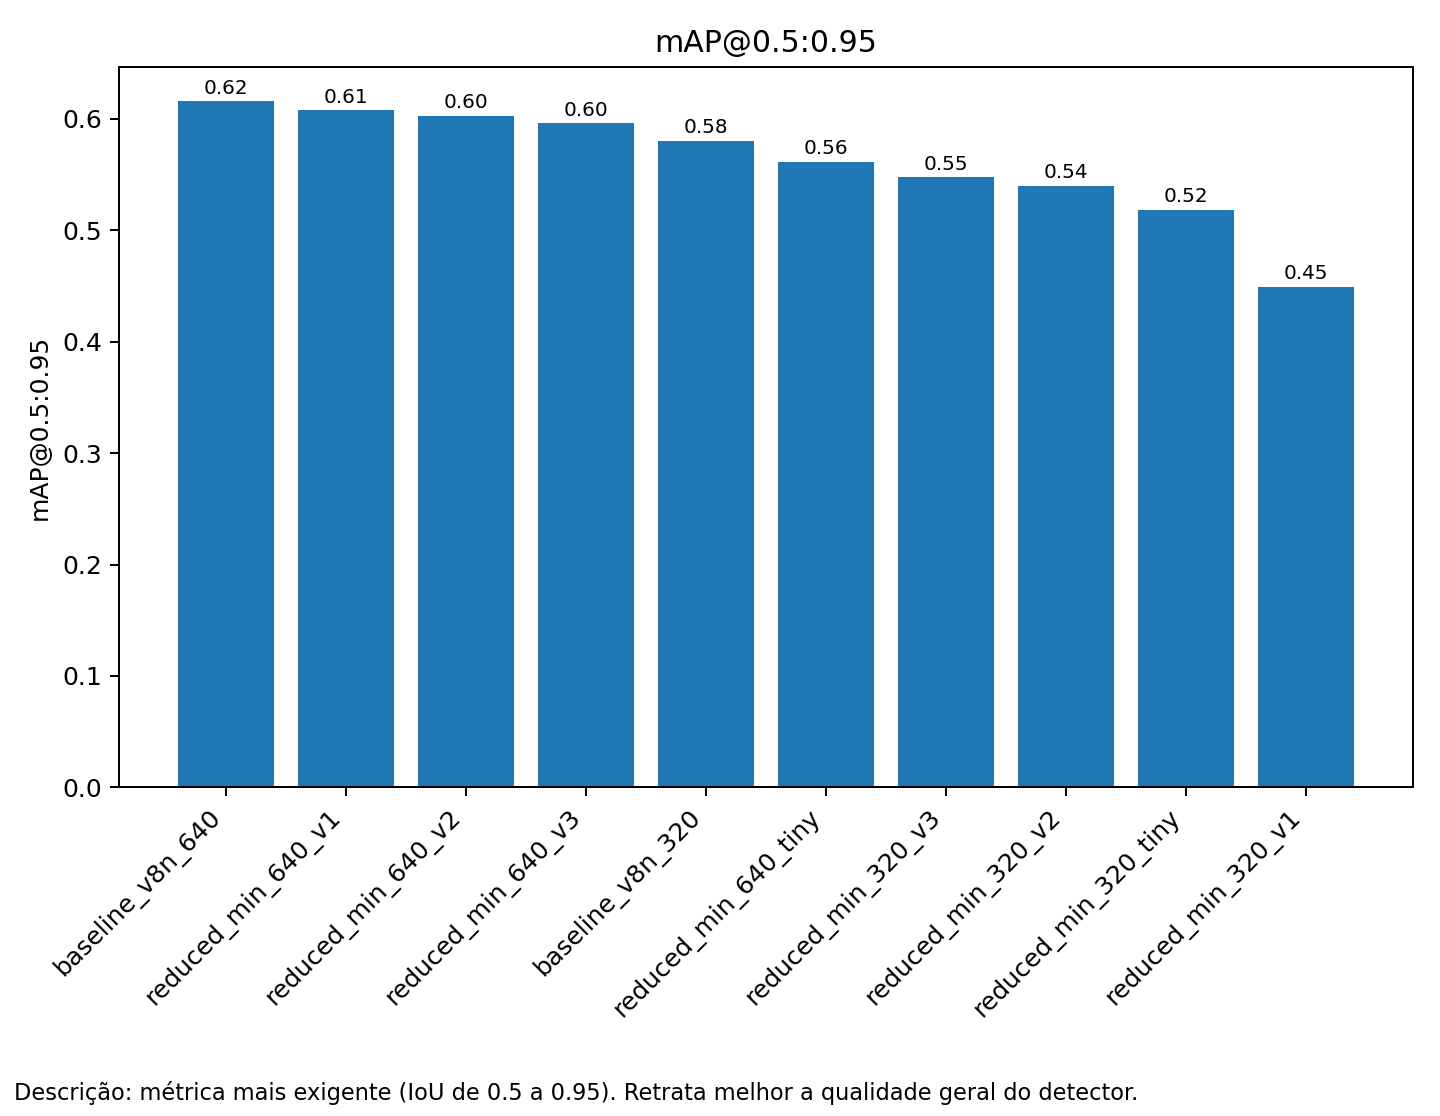 mAP@0.5:0.95
0.62
0.61
0.60
0.60
0.58
0.56
0.55
0.54
0.52
0.45
mAP@0.5:0.95
0.6
0.5
0.4
0.3
0.2
0.1
0.0
baseline_v8n_640
reduced_min_640_v1
reduced_min_640_v2
reduced_min_640_v3
baseline_v8n_320
reduced_min_640_tiny
reduced_min_320_v3
reduced_min_320_v2
reduced_min_320_tiny
reduced_min_320_v1
Descrição: métrica mais exigente (IoU de 0.5 a 0.95). Retrata melhor a qualidade geral do detector.